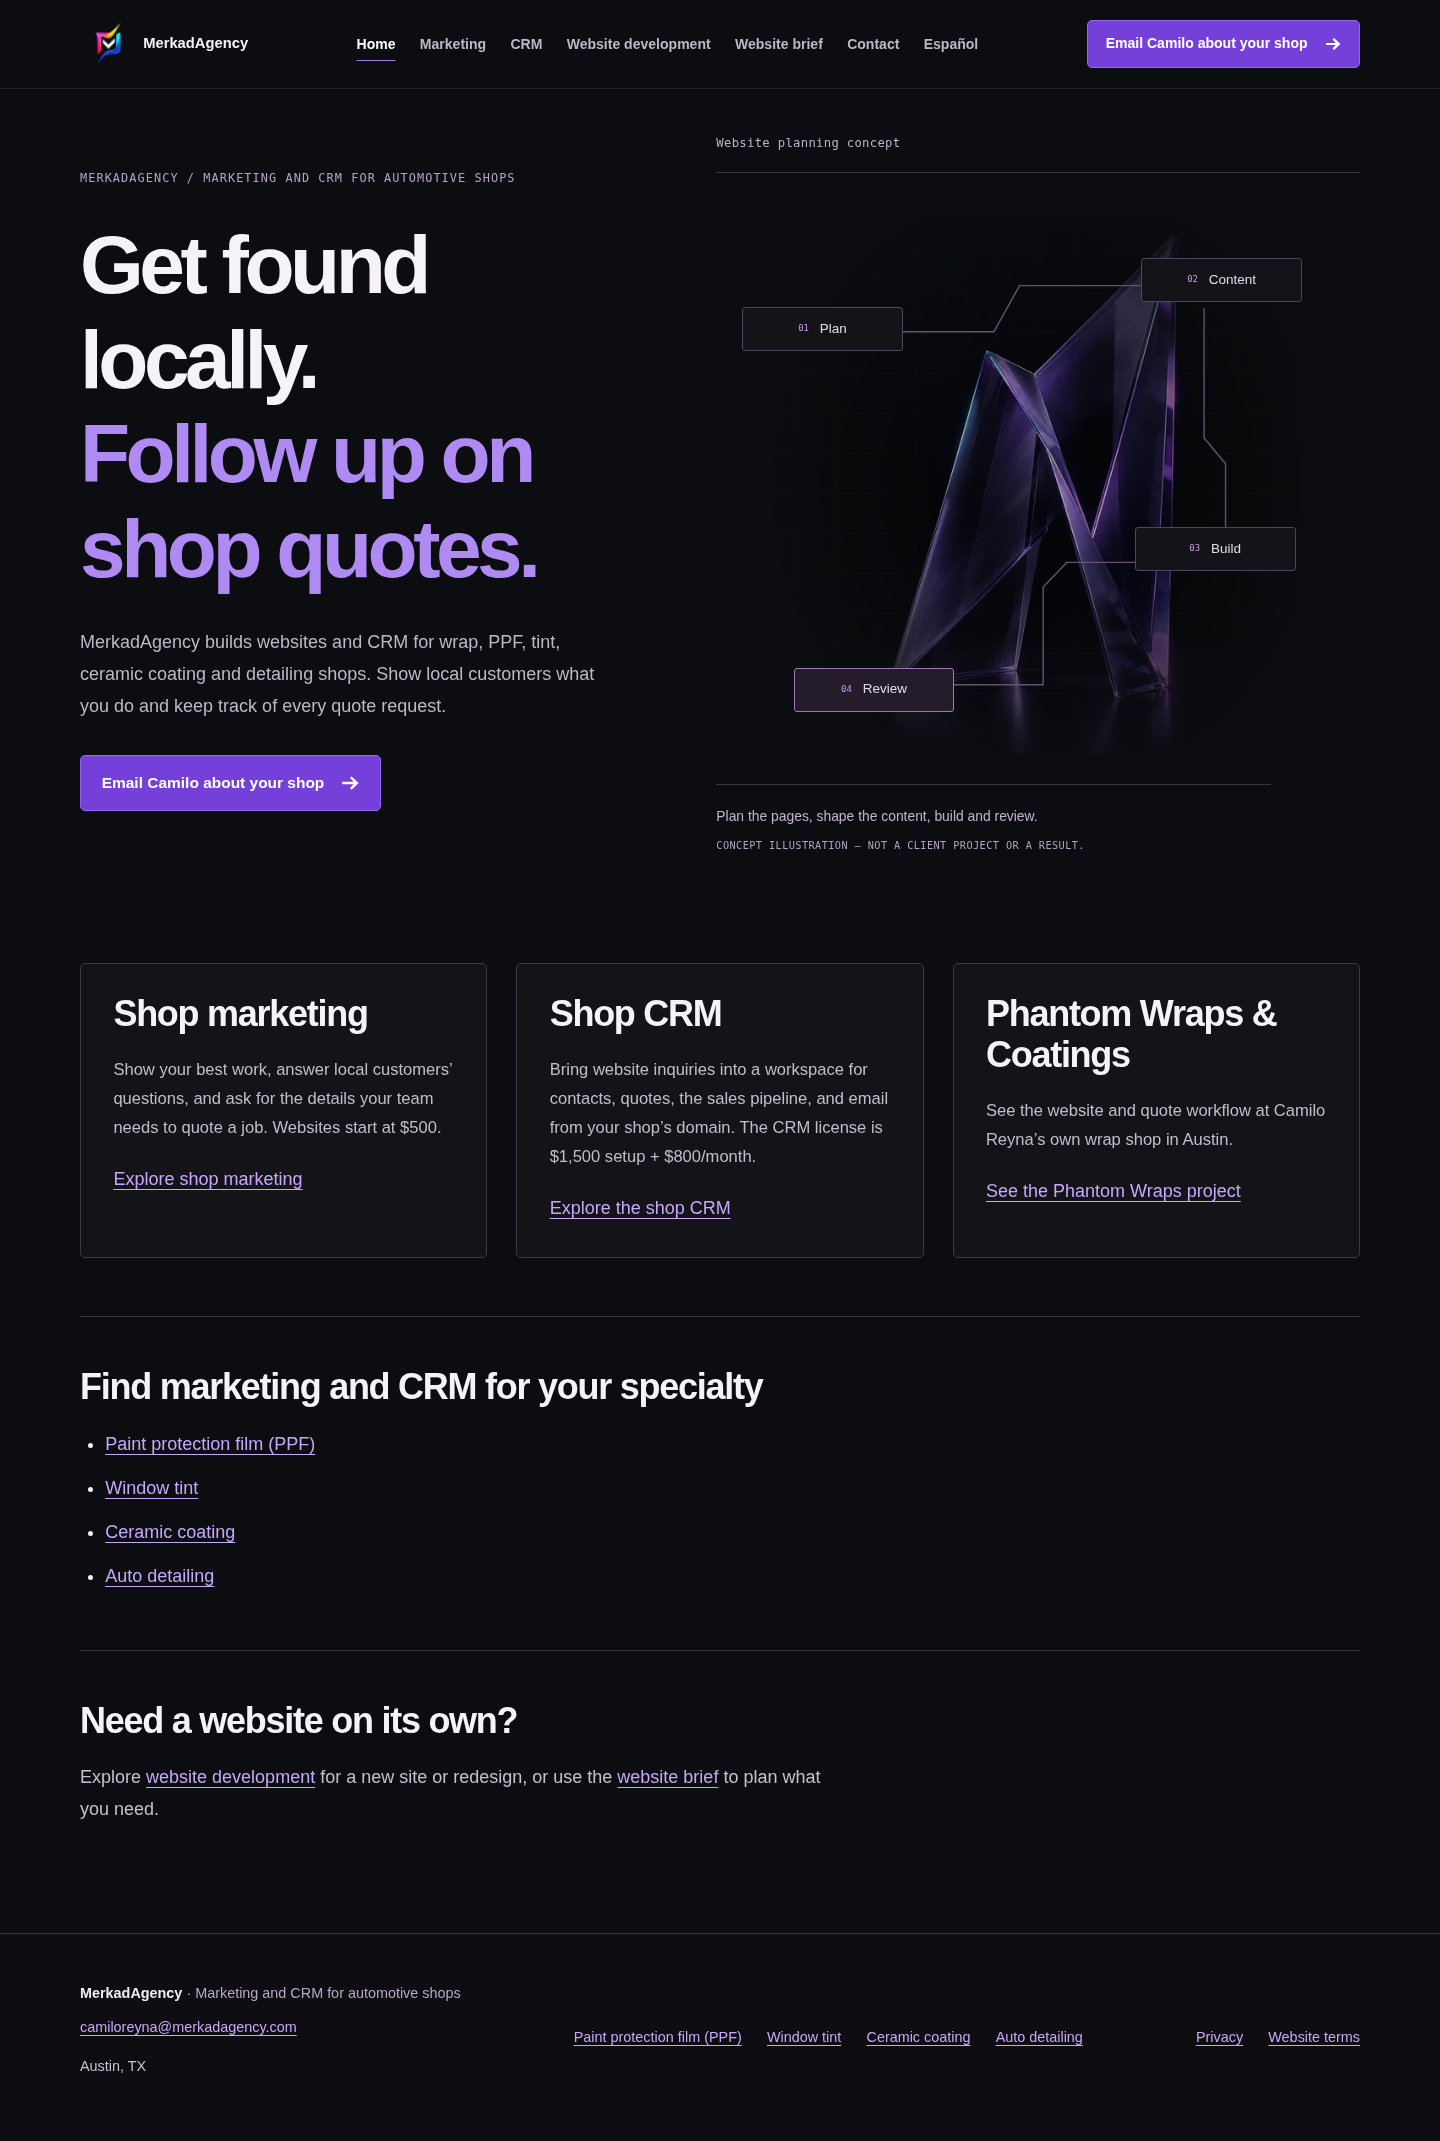 MerkadAgency
Home Marketing CRM Website development Website brief Contact Español
Email Camilo about your shop
MERKADAGENCY / MARKETING AND CRM FOR AUTOMOTIVE SHOPS
Get found
locally.
Follow up on
shop quotes.
MerkadAgency builds websites and CRM for wrap, PPF, tint,
ceramic coating and detailing shops. Show local customers what
you do and keep track of every quote request.
Email Camilo about your shop
Website planning concept
01 Plan
02 Content
03 Build
04 Review
Plan the pages, shape the content, build and review.
CONCEPT ILLUSTRATION — NOT A CLIENT PROJECT OR A RESULT.
Shop marketing
Show your best work, answer local customers’
questions, and ask for the details your team
needs to quote a job. Websites start at $500.
Explore shop marketing
Shop CRM
Bring website inquiries into a workspace for
contacts, quotes, the sales pipeline, and email
from your shop’s domain. The CRM license is
$1,500 setup + $800/month.
Explore the shop CRM
Phantom Wraps &
Coatings
See the website and quote workflow at Camilo
Reyna’s own wrap shop in Austin.
See the Phantom Wraps project
Find marketing and CRM for your specialty
• Paint protection film (PPF)
• Window tint
• Ceramic coating
• Auto detailing
Need a website on its own?
Explore website development for a new site or redesign, or use the website brief to plan what
you need.
MerkadAgency · Marketing and CRM for automotive shops
camiloreyna@merkadagency.com
Austin, TX
Paint protection film (PPF) Window tint Ceramic coating Auto detailing
Privacy Website terms